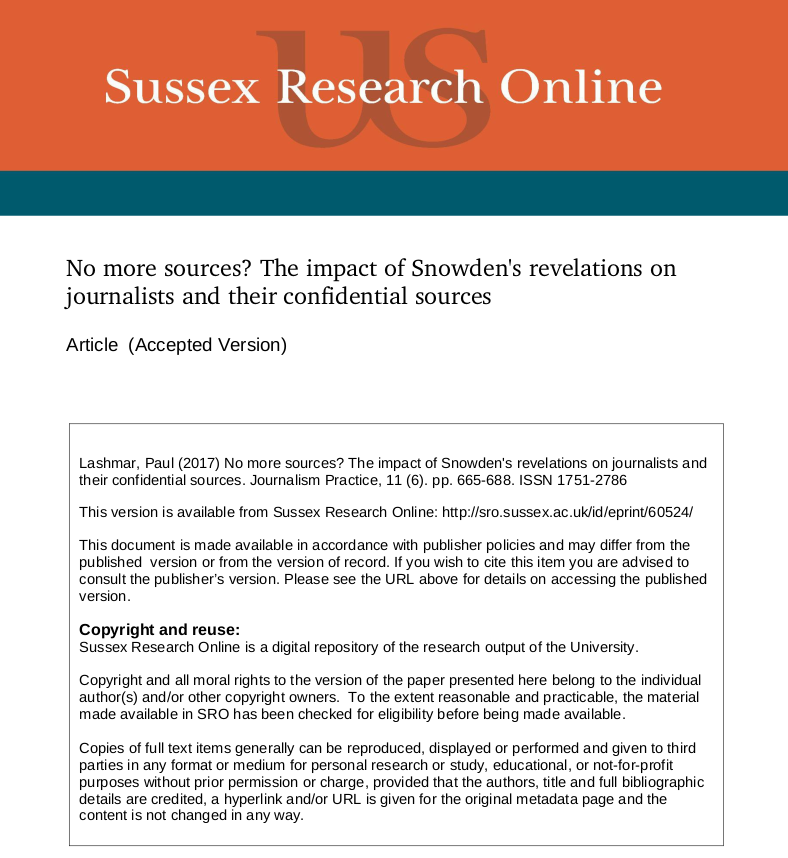 us
Sussex Research Online
No more sources? The impact of Snowden's revelations on
journalists and their confidential sources
Article (Accepted Version)
Lashmar, Paul (2017) No more sources? The impact of Snowden's revelations on journalists and
their confidential sources. Journalism Practice, 11 (6). pp. 665-688. ISSN 1751-2786
This version is available from Sussex Research Online: http://sro.sussex.ac.uk/id/eprint/60524/
This document is made available in accordance with publisher policies and may differ from the
published version or from the version of record. If you wish to cite this item you are advised to
consult the publisher's version. Please see the URL above for details on accessing the published
version.
Copyright and reuse:
Sussex Research Online is a digital repository of the research output of the University.
Copyright and all moral rights to the version of the paper presented here belong to the individual
author(s) and/or other copyright owners. To the extent reasonable and practicable, the material
made available in SRO has been checked for eligibility before being made available.
Copies of full text items generally can be reproduced, displayed or performed and given to third
parties in any format or medium for personal research or study, educational, or not-for-profit
purposes without prior permission or charge, provided that the authors, title and full bibliographic
details are credited, a hyperlink and/or URL is given for the original metadata page and the
content is not changed in any way.